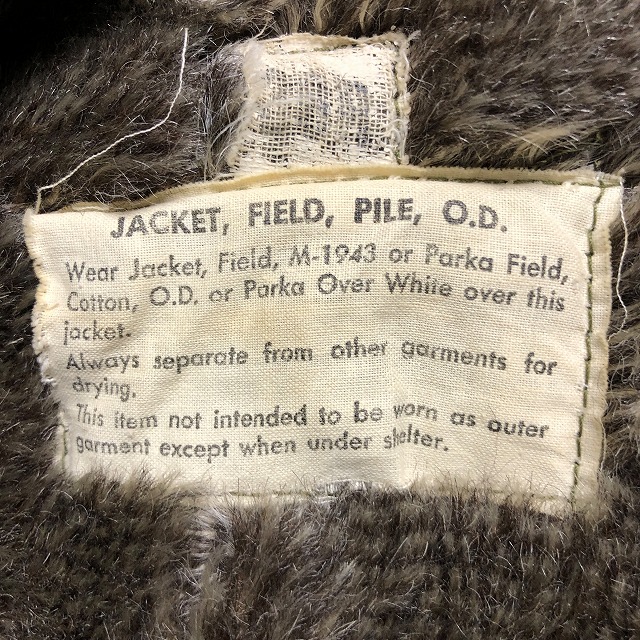 JACKET, FIELD, PILE, O.D.
Wear Jacket, Field, M-1943 or Parka Field,
Cotton, O.D. or Parka Over White over this
jacket.
Always separate from other garments for
drying.
This item not intended to be worn as outer
garment except when under shelter.